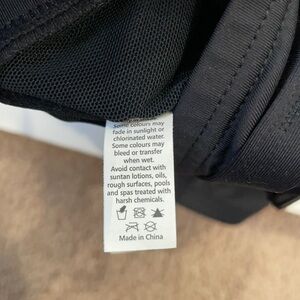 Some colours may
fade in sunlight or
chlorinated water.
Some colours may
bleed or transfer
when wet.
Avoid contact with
suntan lotions, oils,
rough surfaces, pools
and spas treated with
harsh chemicals.
Made in China